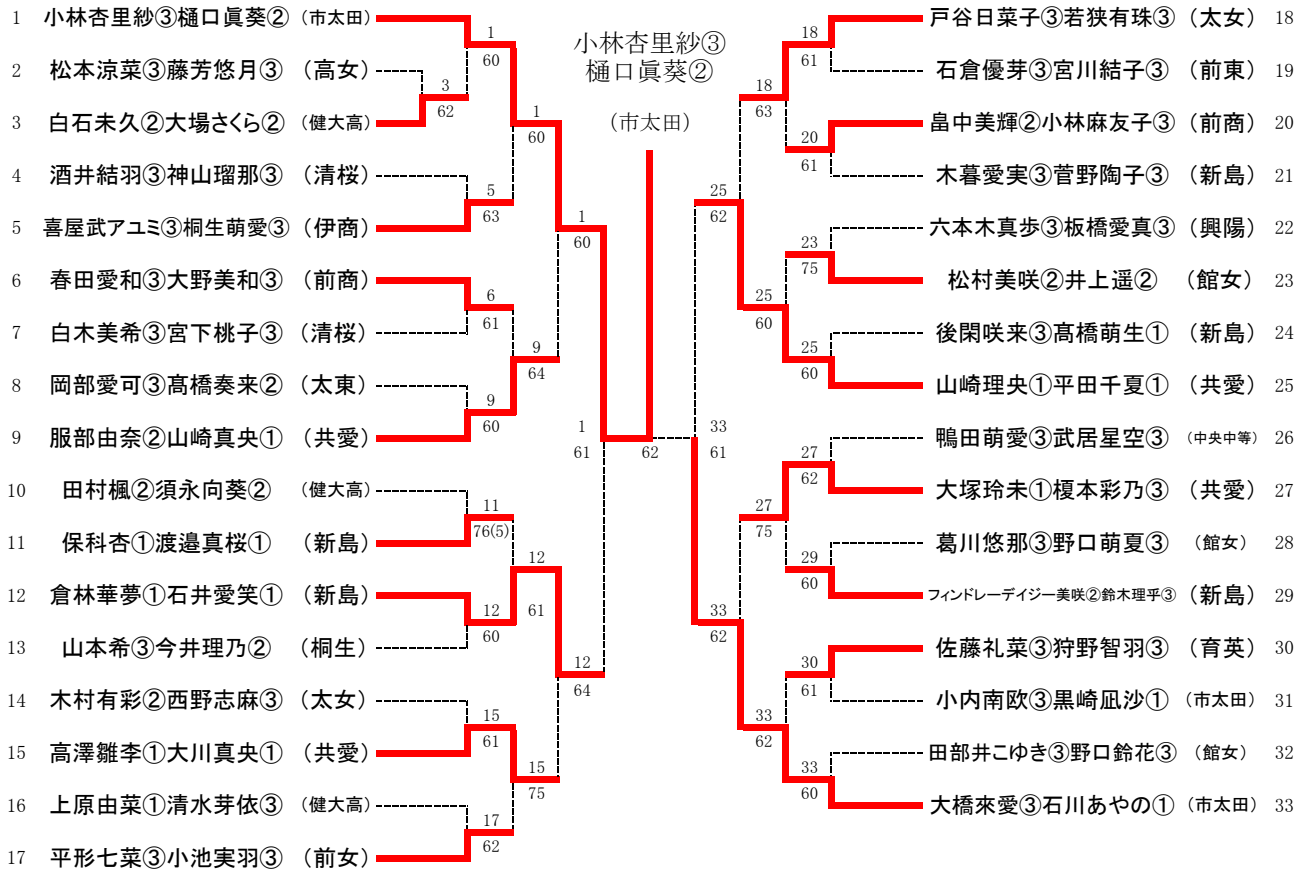 小林杏里紗③
樋口眞葵②
(市太田)
1 小林杏里紗③樋口眞葵② (市太田)
2 松本涼菜③藤芳悠月③ (高女)
3 白石未久②大場さくら② (健大高)
4 酒井結羽③神山瑠那③ (清桜)
5 喜屋武アユミ③桐生萌愛③ (伊商)
6 春田愛和③大野美和③ (前商)
7 白木美希③宮下桃子③ (清桜)
8 岡部愛可③髙橋奏来② (太東)
9 服部由奈②山崎真央① (共愛)
10 田村楓②須永向葵② (健大高)
11 保科杏①渡邉真桜① (新島)
12 倉林華夢①石井愛笑① (新島)
13 山本希③今井理乃② (桐生)
14 木村有彩②西野志麻③ (太女)
15 高澤雛李①大川真央① (共愛)
16 上原由菜①清水芽依③ (健大高)
17 平形七菜③小池実羽③ (前女)
1
60
3
62
5
63
6
61
9
60
11
76(5)
12
60
15
61
17
62
1
60
9
64
12
61
15
75
1
60
12
64
1
61
62
33
61
25
62
33
62
18
63
25
60
27
75
33
62
18
61
20
61
23
75
25
60
27
62
29
60
30
61
33
60
戸谷日菜子③若狭有珠③ (太女) 18
石倉優芽③宮川結子③ (前東) 19
畠中美輝②小林麻友子③ (前商) 20
木暮愛実③菅野陶子③ (新島) 21
六本木真歩③板橋愛真③ (興陽) 22
松村美咲②井上遥② (館女) 23
後閑咲来③髙橋萌生① (新島) 24
山崎理央①平田千夏① (共愛) 25
鴨田萌愛③武居星空③ (中央中等) 26
大塚玲未①榎本彩乃③ (共愛) 27
葛川悠那③野口萌夏③ (館女) 28
フィンドレーデイジー美咲②鈴木理乎③ (新島) 29
佐藤礼菜③狩野智羽③ (育英) 30
小内南欧③黒崎凪沙① (市太田) 31
田部井こゆき③野口鈴花③ (館女) 32
大橋來愛③石川あやの① (市太田) 33